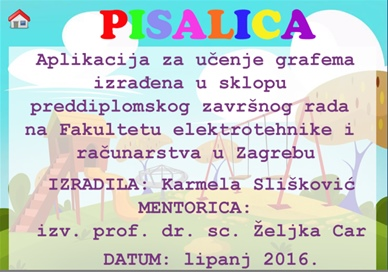 PISALICA
Aplikacija za učenje grafema
izrađena u sklopu
preddiplomskog završnog rada
na Fakultetu elektrotehnike i
računarstva u Zagrebu
IZRADILA: Karmela Slišković
MENTORICA:
izv. prof. dr. sc. Željka Car
DATUM: lipanj 2016.